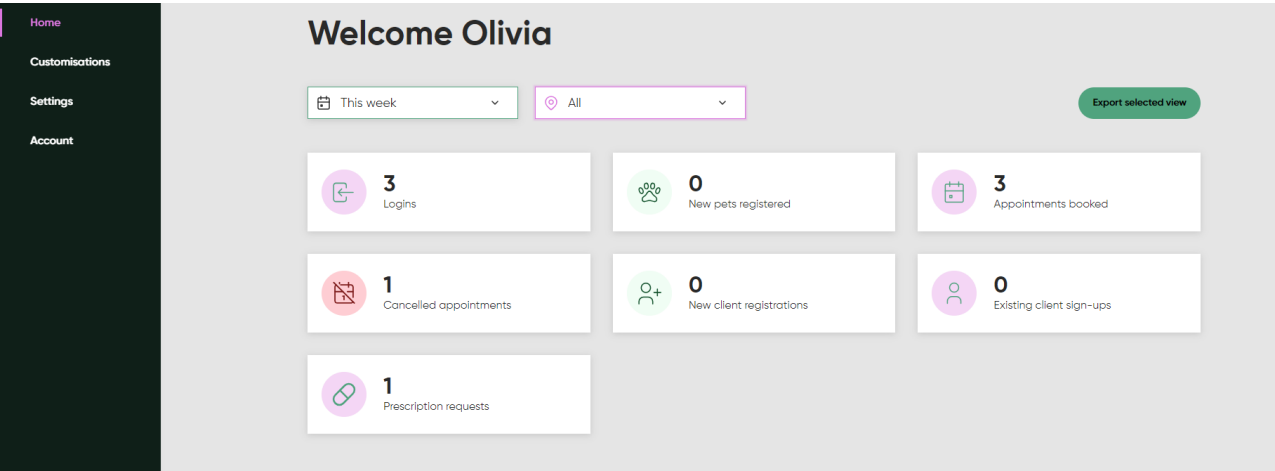 Home
Customisations
Settings
Account
Welcome Olivia
This week
All
Export selected view
3
Logins
0
New pets registered
3
Appointments booked
1
Cancelled appointments
0
New client registrations
0
Existing client sign-ups
1
Prescription requests